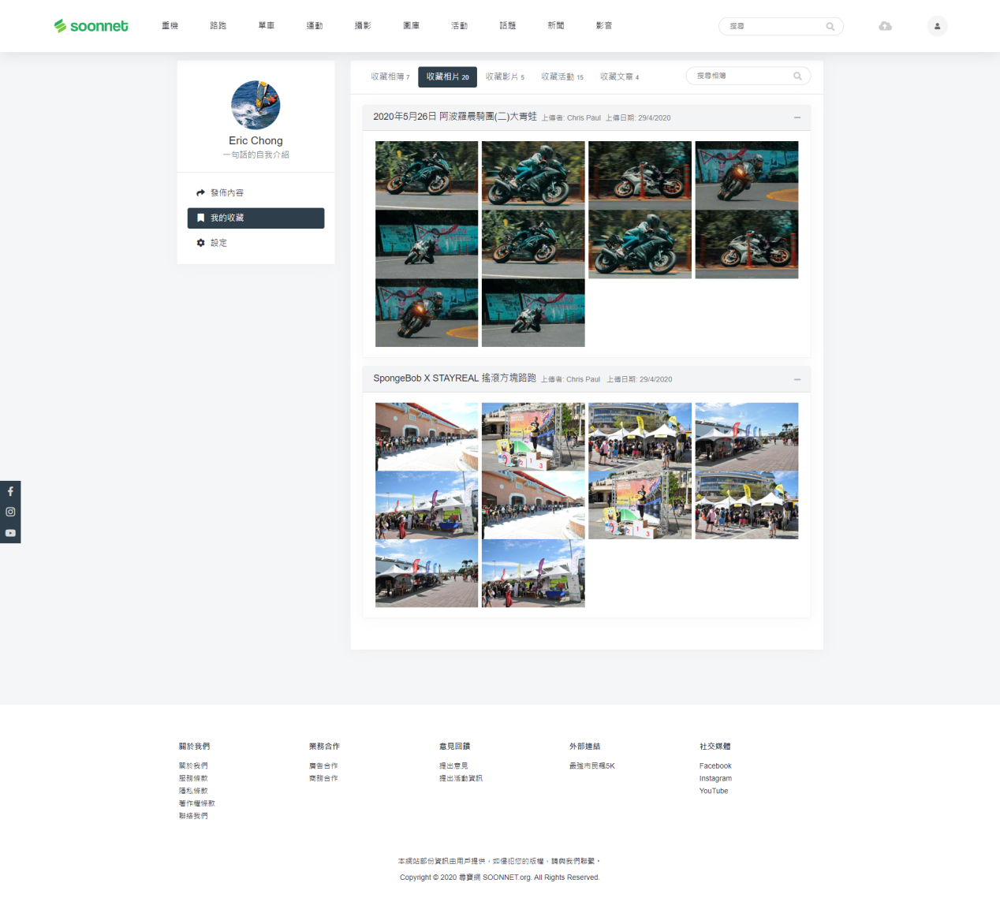 soonnet 重機 路跑 單車 運動 攝影 圖庫 活動 話題 新聞 影音 搜尋
收藏相簿 7 收藏相片 20 收藏影片 5 收藏活動 15 收藏文章 4 搜尋相簿
Eric Chong
一句話的自我介紹
發佈內容
我的收藏
設定
2020年5月26日 阿波羅晨騎團(二)大青蛙 上傳者: Chris Paul 上傳日期: 29/4/2020
SpongeBob X STAYREAL 搖滾方塊路跑 上傳者: Chris Paul 上傳日期: 29/4/2020
關於我們
關於我們
服務條款
隱私條款
著作權條款
聯絡我們
業務合作
廣告合作
商務合作
意見回饋
提出意見
提出活動資訊
外部連結
最強市民飆5K
社交媒體
Facebook
Instagram
YouTube
本網站部份資訊由用戶提供，如侵犯您的版權，請與我們聯繫。
Copyright © 2020 尋寶網 SOONNET.org. All Rights Reserved.